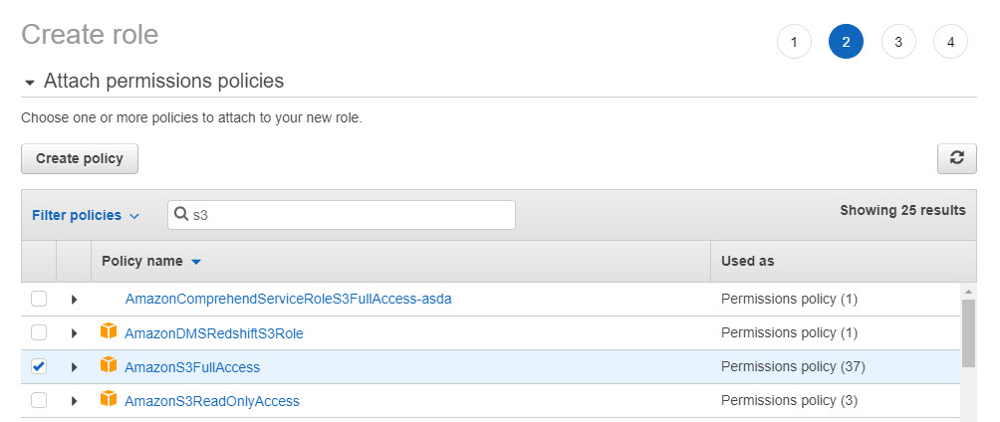 Create role
1 2 3 4
Attach permissions policies
Choose one or more policies to attach to your new role.
Create policy
Filter policies s3 Showing 25 results
Policy name Used as
AmazonComprehendServiceRoleS3FullAccess-asda Permissions policy (1)
AmazonDMSRedshiftS3Role Permissions policy (1)
AmazonS3FullAccess Permissions policy (37)
AmazonS3ReadOnlyAccess Permissions policy (3)